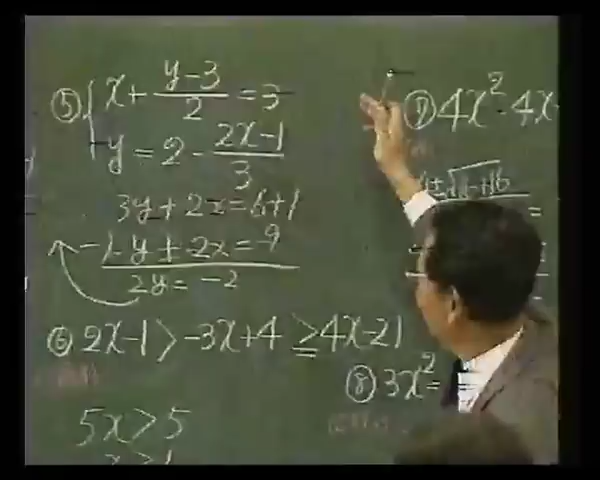 ⑤ { x + (y-3)/2 = 3
y = 2 - (2x-1)/3
3y + 2x = 6+1
- ) y + 2x = 9
2y = -2
⑥ 2x-1 > -3x+4 ≥ 4x-21
5x > 5
x > 1
⑦ 4x² - 4x
⑧ 3x² =